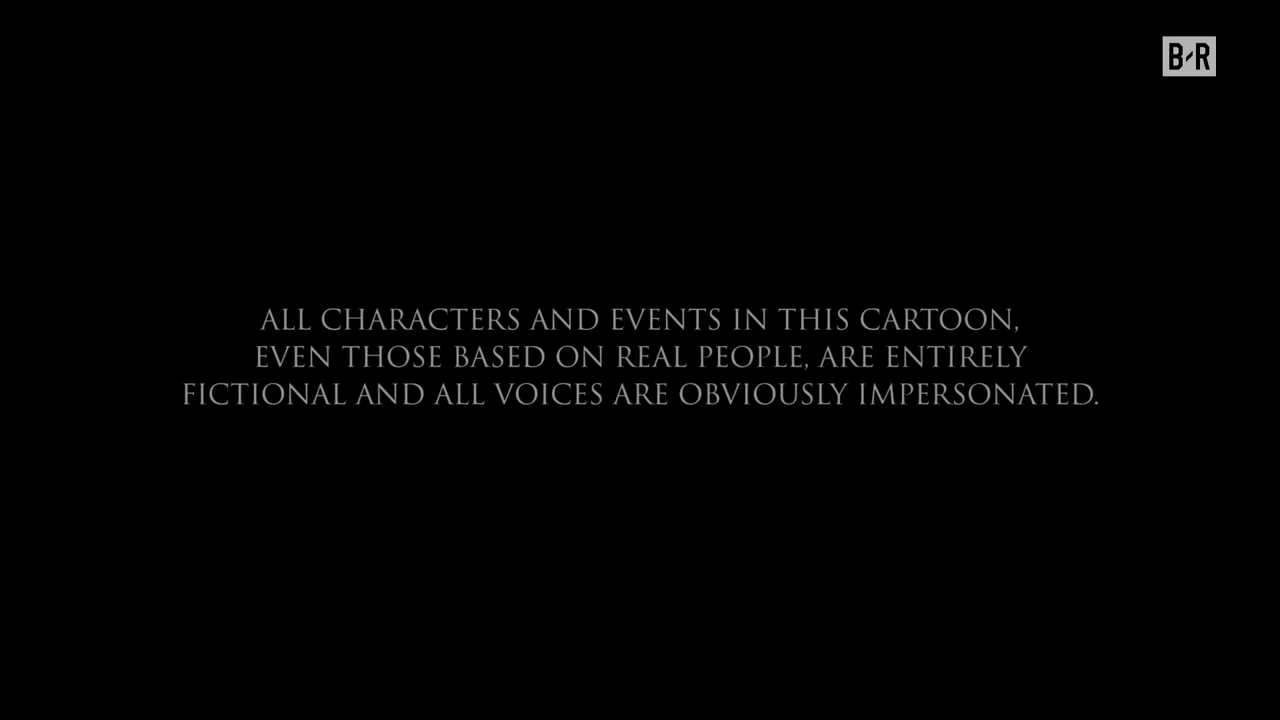 B/R
ALL CHARACTERS AND EVENTS IN THIS CARTOON,
EVEN THOSE BASED ON REAL PEOPLE, ARE ENTIRELY
FICTIONAL AND ALL VOICES ARE OBVIOUSLY IMPERSONATED.